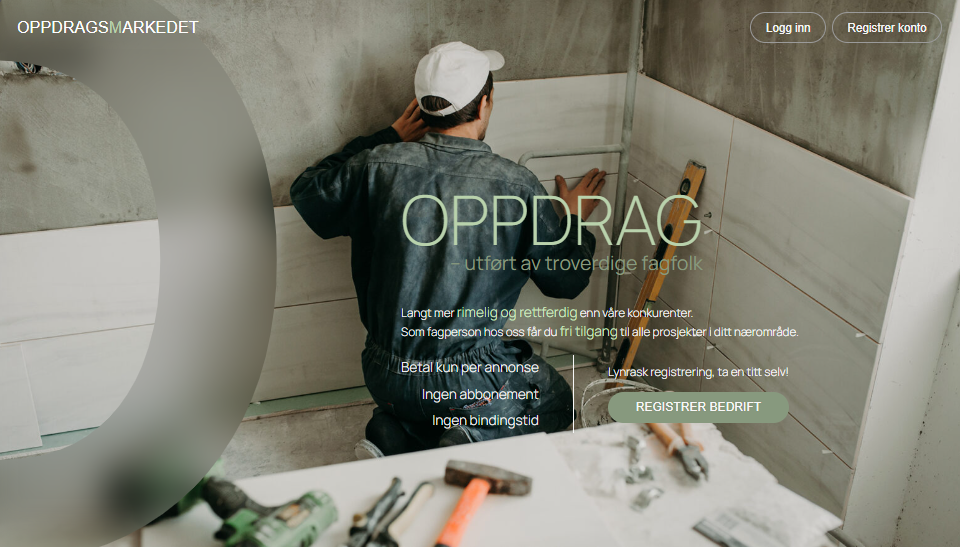 OPPDRAGSMARKEDET
Logg inn
Registrer konto
OPPDRAG
– utført av troverdige fagfolk
Langt mer rimelig og rettferdig enn våre konkurenter.
Som fagperson hos oss får du fri tilgang til alle prosjekter i ditt nærområde.
Betal kun per annonse
Ingen abbonement
Ingen bindingstid
Lynrask registrering, ta en titt selv!
REGISTRER BEDRIFT